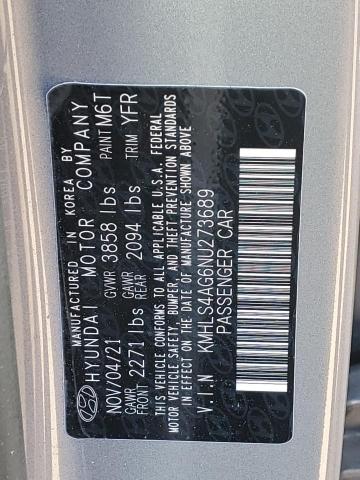 MANUFACTURED IN KOREA BY
HYUNDAI MOTOR COMPANY
NOV/04/21 GVWR 3858 lbs PAINT M6T
GAWR FRONT 2271 lbs GAWR REAR 2094 lbs TRIM YFR
THIS VEHICLE CONFORMS TO ALL APPLICABLE U.S.A. FEDERAL
MOTOR VEHICLE SAFETY, BUMPER, AND THEFT PREVENTION STANDARDS
IN EFFECT ON THE DATE OF MANUFACTURE SHOWN ABOVE.
V.I.N KMHLS4AG6NU273689
PASSENGER CAR